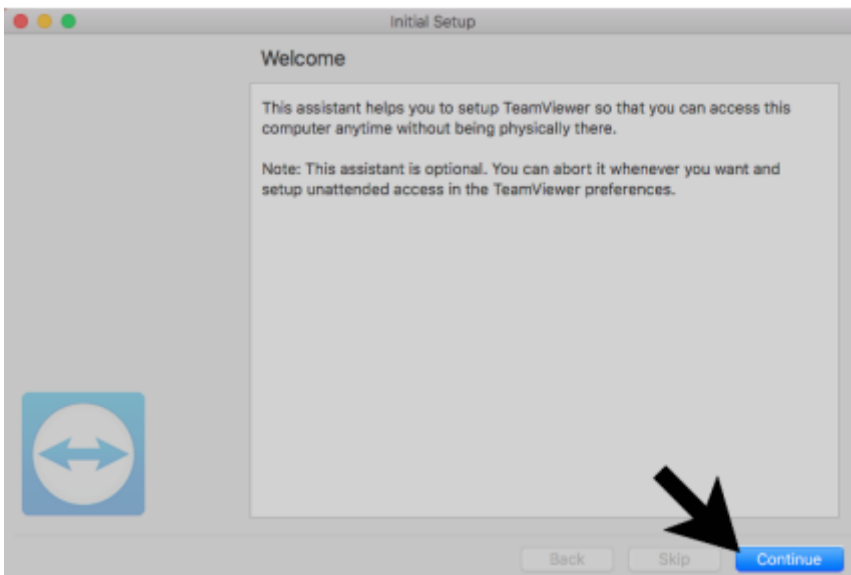 Initial Setup
Welcome
This assistant helps you to setup TeamViewer so that you can access this
computer anytime without being physically there.
Note: This assistant is optional. You can abort it whenever you want and
setup unattended access in the TeamViewer preferences.
Back
Skip
Continue